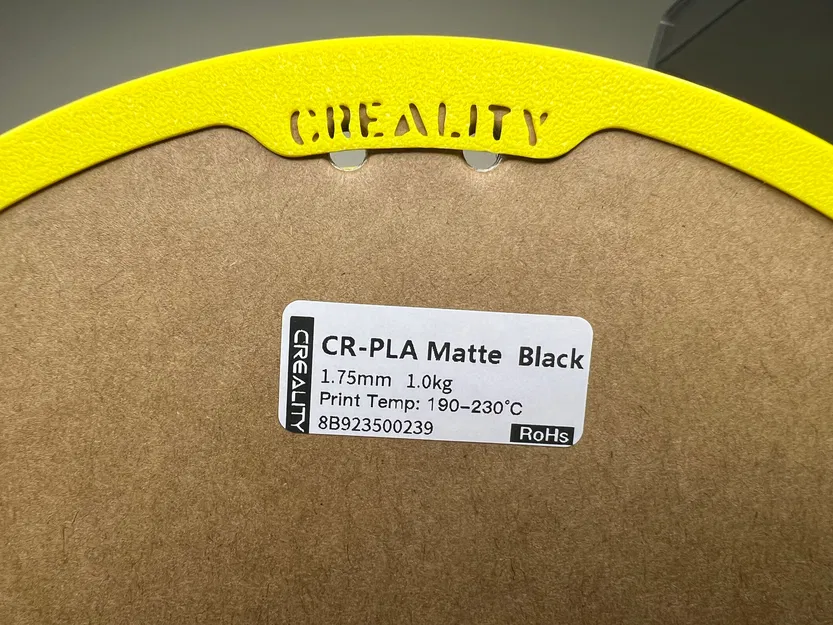 CREALITY
CREALITY
CR-PLA Matte Black
1.75mm 1.0kg
Print Temp: 190-230°C
8B923500239
RoHs